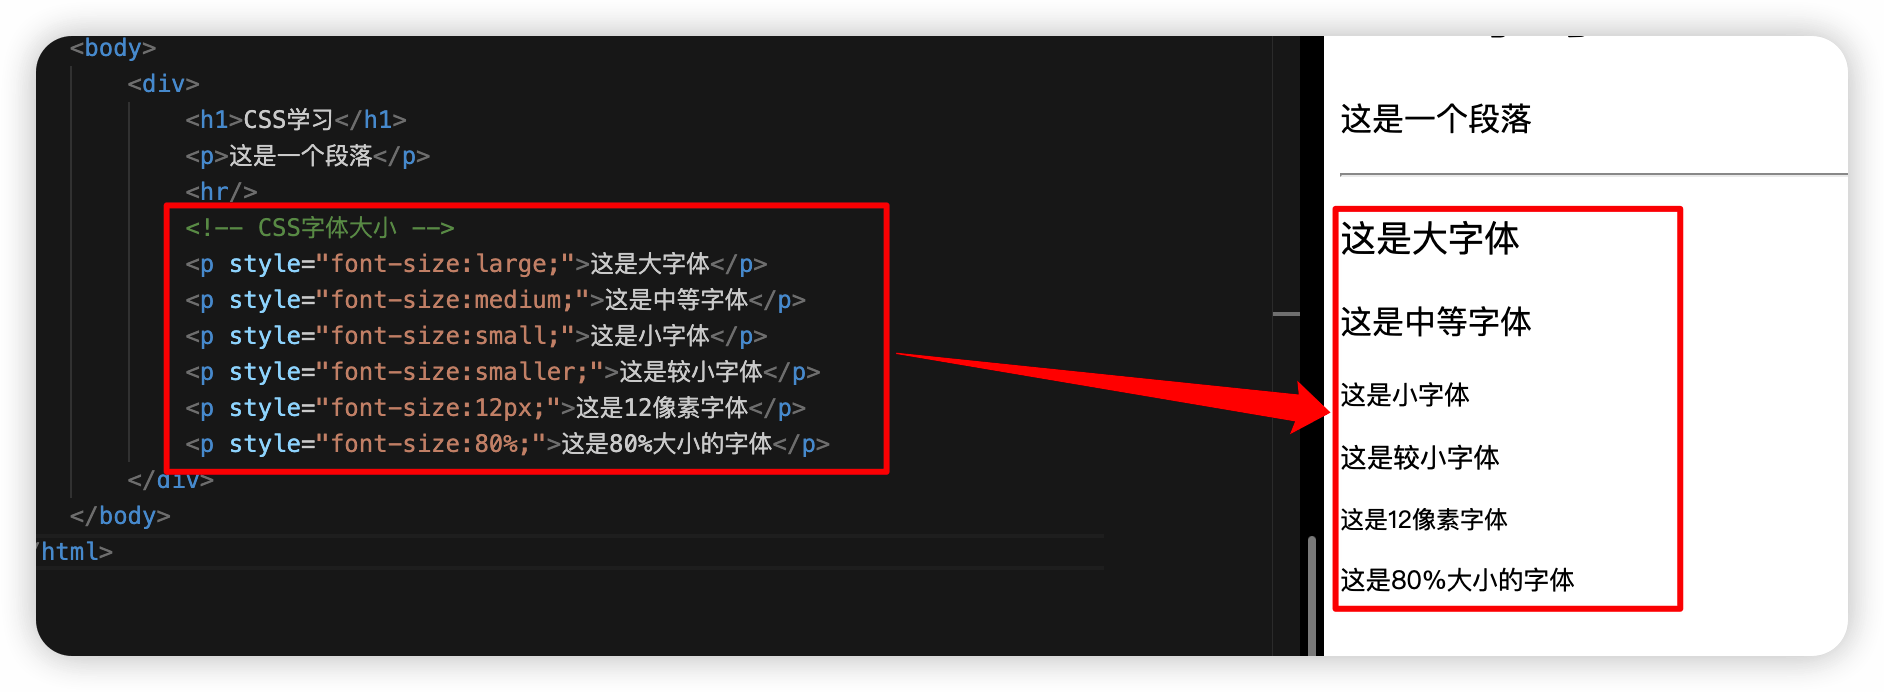 <body>
<div>
<h1>CSS学习</h1>
<p>这是一个段落</p>
<hr/>
<!-- CSS字体大小 -->
<p style="font-size:large;">这是大字体</p>
<p style="font-size:medium;">这是中等字体</p>
<p style="font-size:small;">这是小字体</p>
<p style="font-size:smaller;">这是较小字体</p>
<p style="font-size:12px;">这是12像素字体</p>
<p style="font-size:80%;">这是80%大小的字体</p>
</div>
</body>
/html>
这是一个段落
这是大字体
这是中等字体
这是小字体
这是较小字体
这是12像素字体
这是80%大小的字体